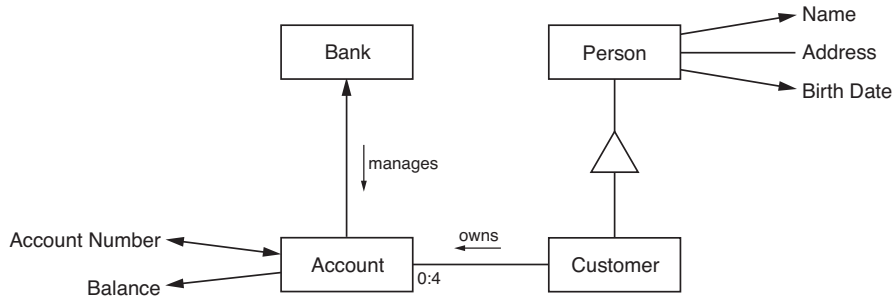 Name
Bank
Person
Address
Birth Date
manages
Account Number
owns
Account
Customer
0:4
Balance